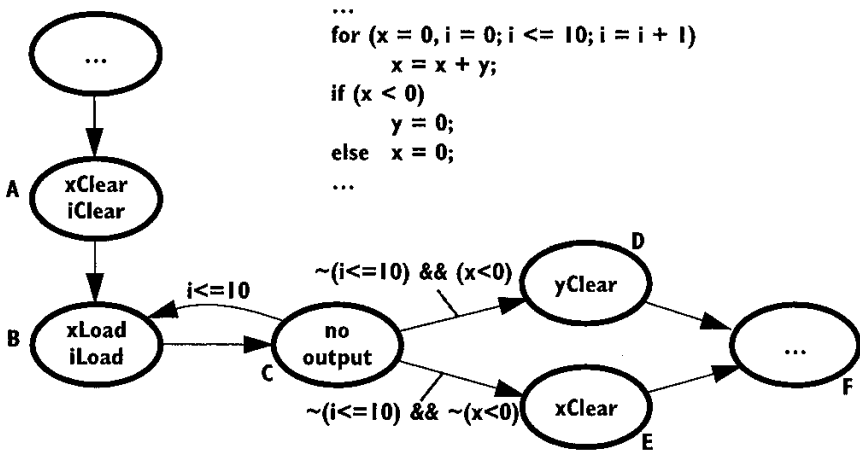 ...
for (x = 0, i = 0; i <= 10; i = i + 1)
x = x + y;
if (x < 0)
y = 0;
else x = 0;
...
...
A
xClear
iClear
B
xLoad
iLoad
i<=10
C
no
output
~(i<=10) && (x<0)
D
yClear
~(i<=10) && ~(x<0)
E
xClear
...
F